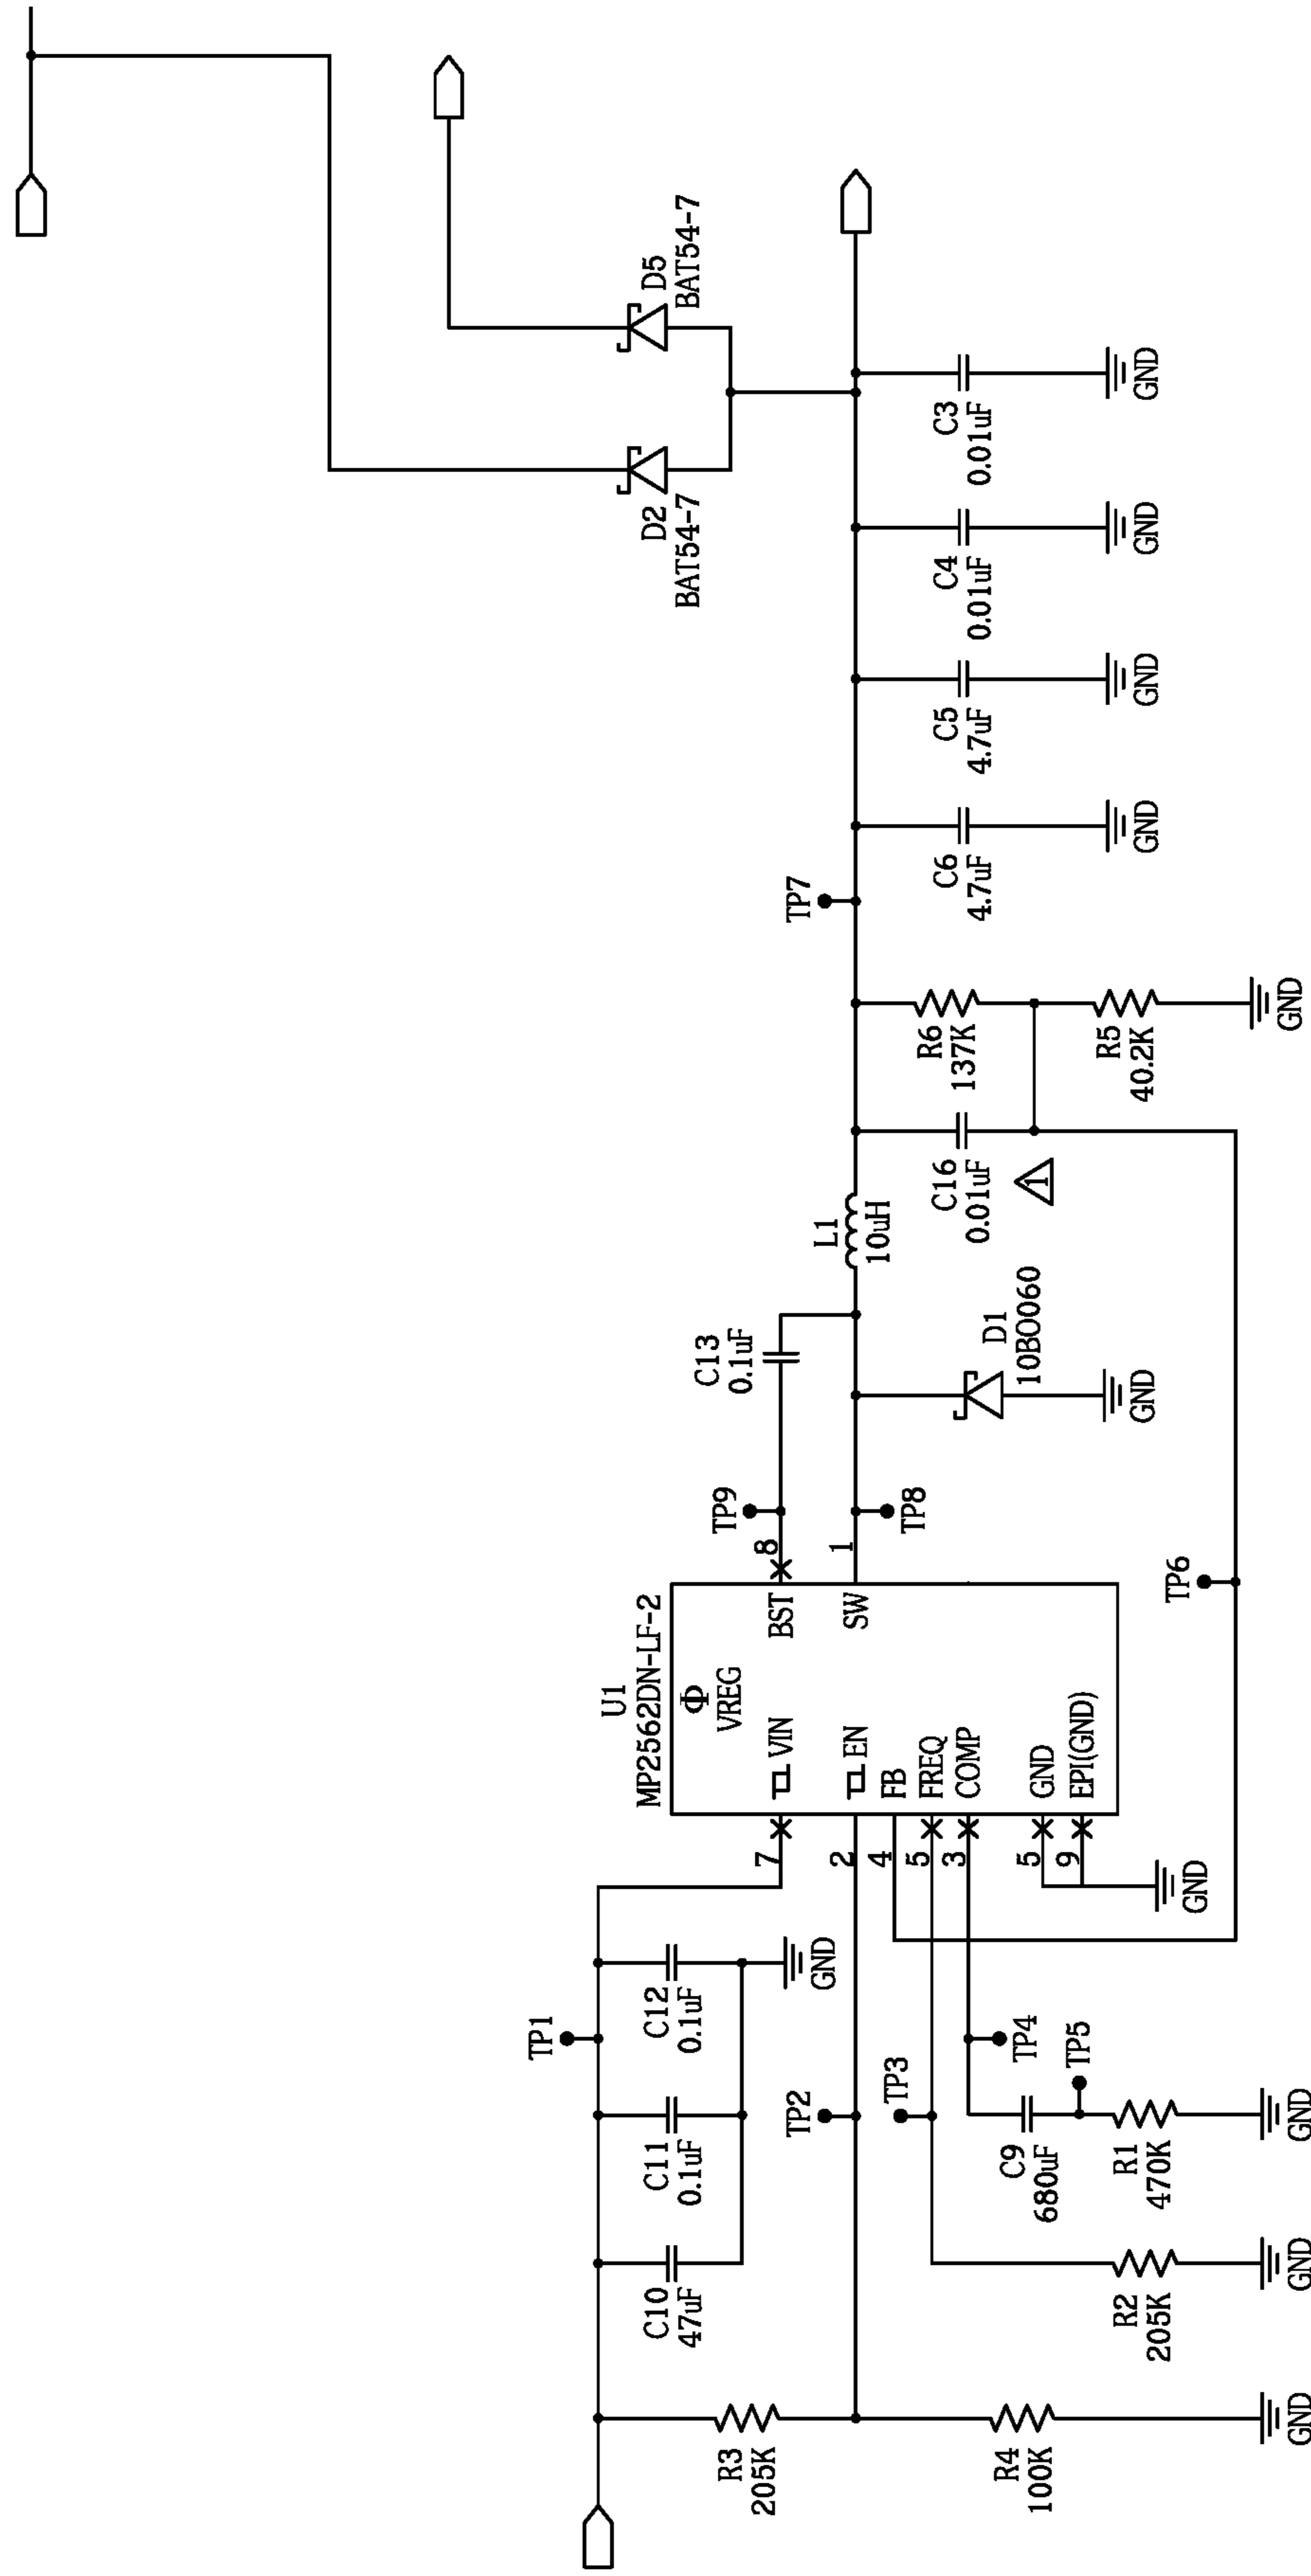 D2
BAT54-7
D5
BAT54-7
TP1
C10
47uF
C11
0.1uF
C12
0.1uF
GND
R3
205K
R4
100K
GND
TP2
TP3
R2
205K
GND
TP4
C9
680uF
TP5
R1
470K
GND
U1
MP2562DN-LF-2
Φ
VREG
7
VIN
2
EN
4
FB
5
FREQ
3
COMP
5
GND
9
EPI(GND)
GND
BST
8
SW
1
TP9
TP8
C13
0.1uF
D1
10BO060
GND
L1
10uH
C16
0.01uF
1
R6
137K
R5
40.2K
GND
TP6
TP7
C6
4.7uF
GND
C5
4.7uF
GND
C4
0.01uF
GND
C3
0.01uF
GND